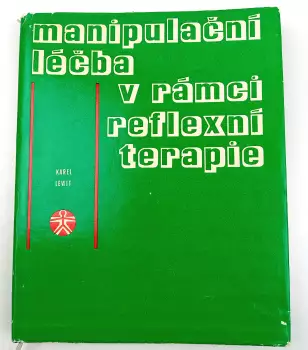 manipulační
léčba
v rámci
reflexní
terapie
KAREL
LEWIT